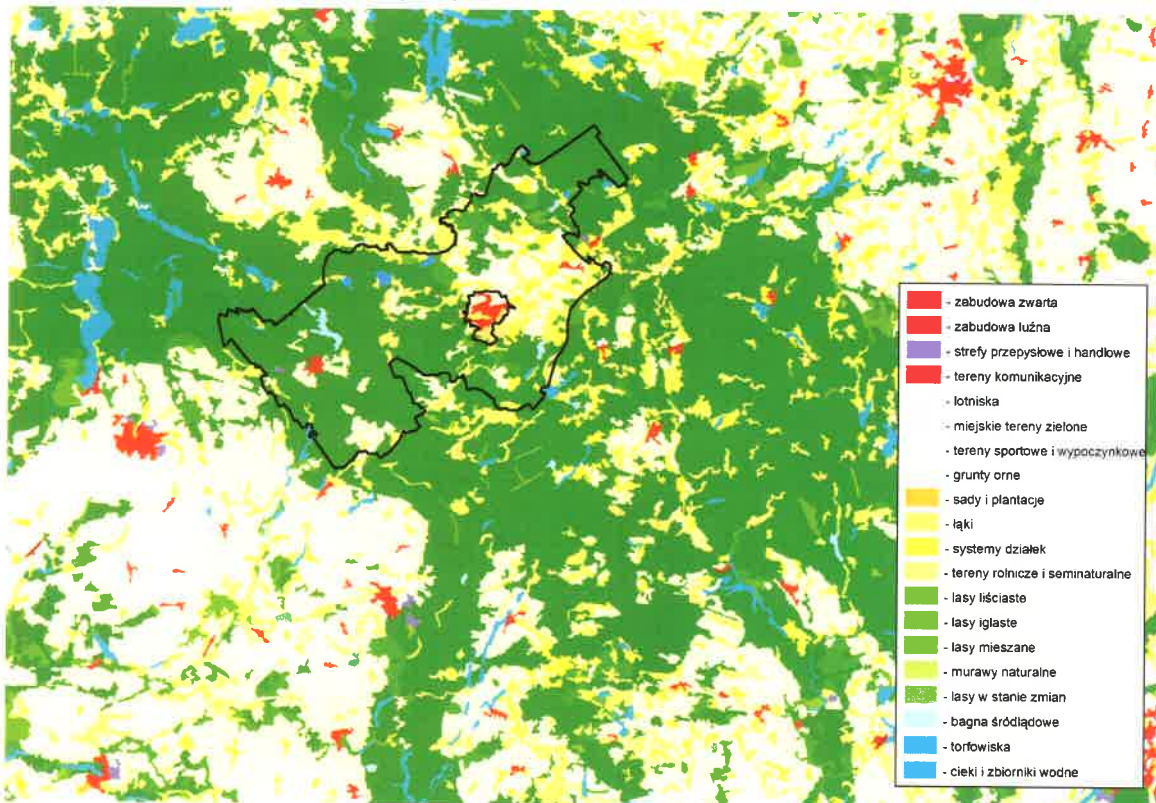 - zabudowa zwarta
- zabudowa luźna
- strefy przepysłowe i handlowe
- tereny komunikacyjne
- lotniska
- miejskie tereny zielone
- tereny sportowe i wypoczynkowe
- grunty orne
- sady i plantacje
- łąki
- systemy działek
- tereny rolnicze i seminaturalne
- lasy liściaste
- lasy iglaste
- lasy mieszane
- murawy naturalne
- lasy w stanie zmian
- bagna śródlądowe
- torfowiska
- cieki i zbiorniki wodne